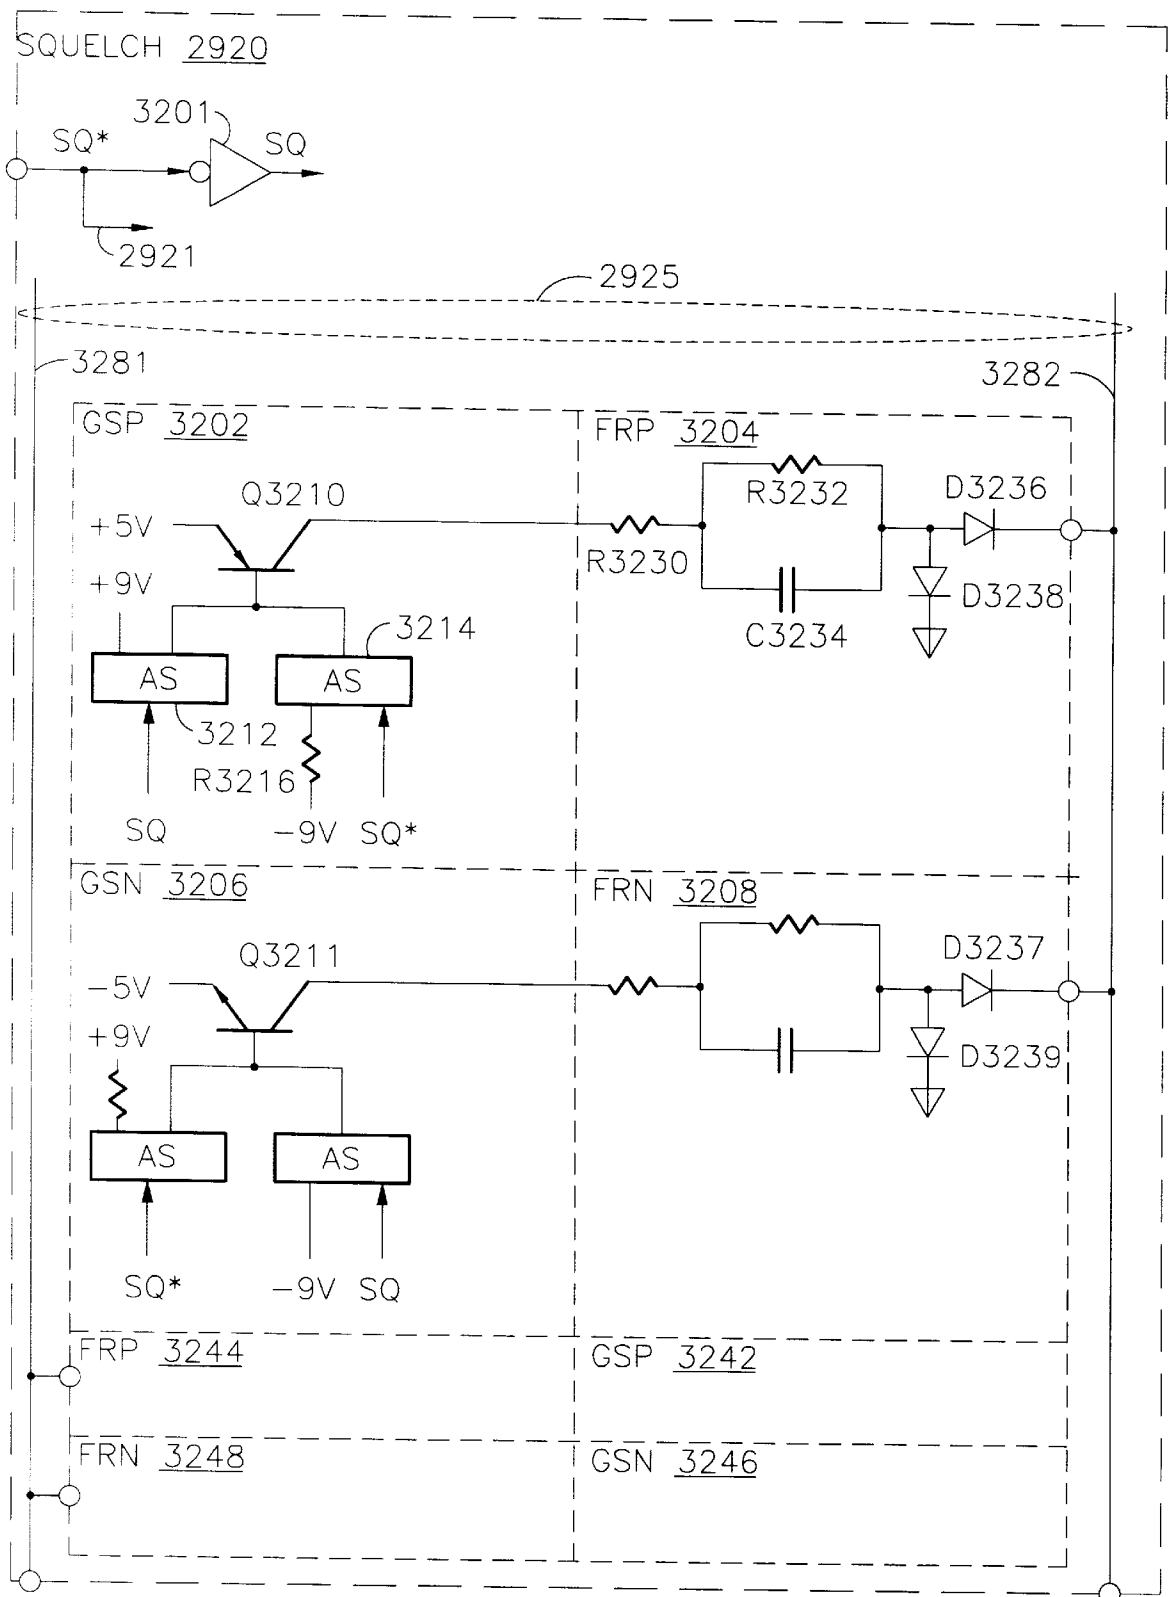 SQUELCH 2920
3201
SQ*
SQ
2921
2925
3281
3282
GSP 3202
FRP 3204
Q3210
R3232
D3236
+5V
R3230
+9V
D3238
C3234
3214
AS
AS
3212
R3216
SQ
-9V
SQ*
GSN 3206
FRN 3208
Q3211
D3237
-5V
+9V
D3239
AS
AS
SQ*
-9V
SQ
FRP 3244
GSP 3242
FRN 3248
GSN 3246